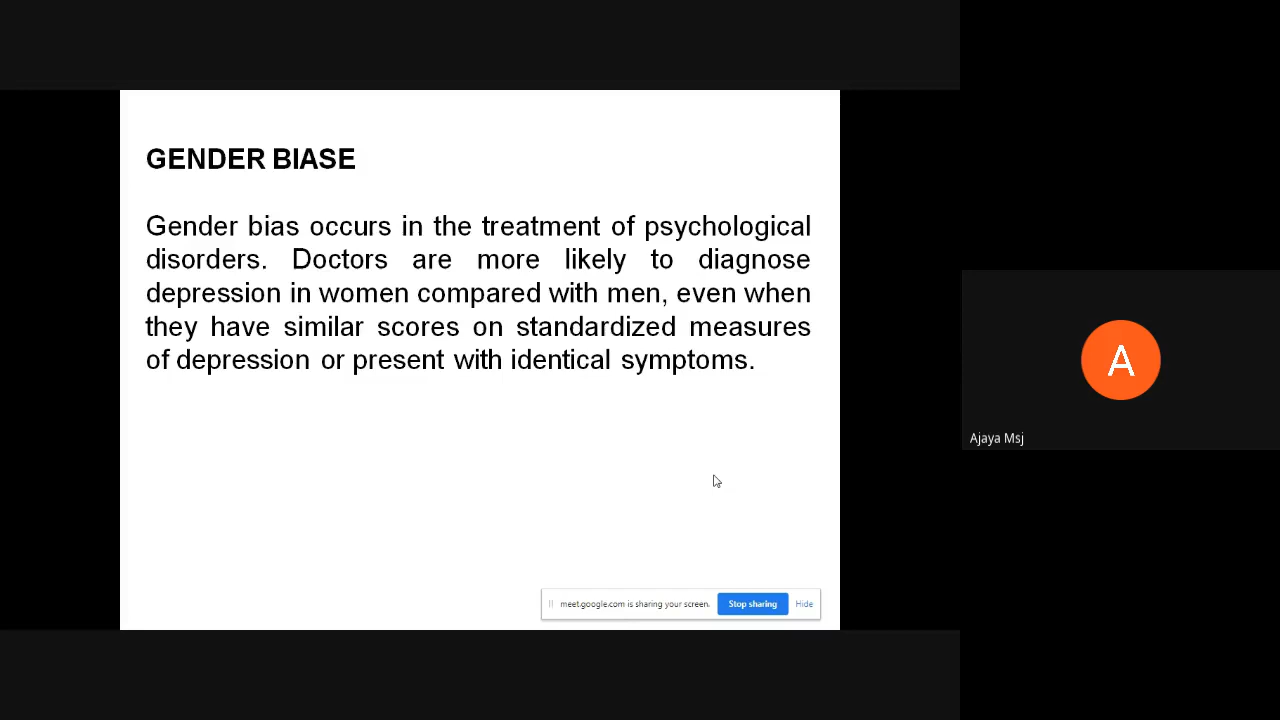 GENDER BIASE
Gender bias occurs in the treatment of psychological
disorders. Doctors are more likely to diagnose
depression in women compared with men, even when
they have similar scores on standardized measures
of depression or present with identical symptoms.
A
Ajaya Msj
meet.google.com is sharing your screen. Stop sharing Hide